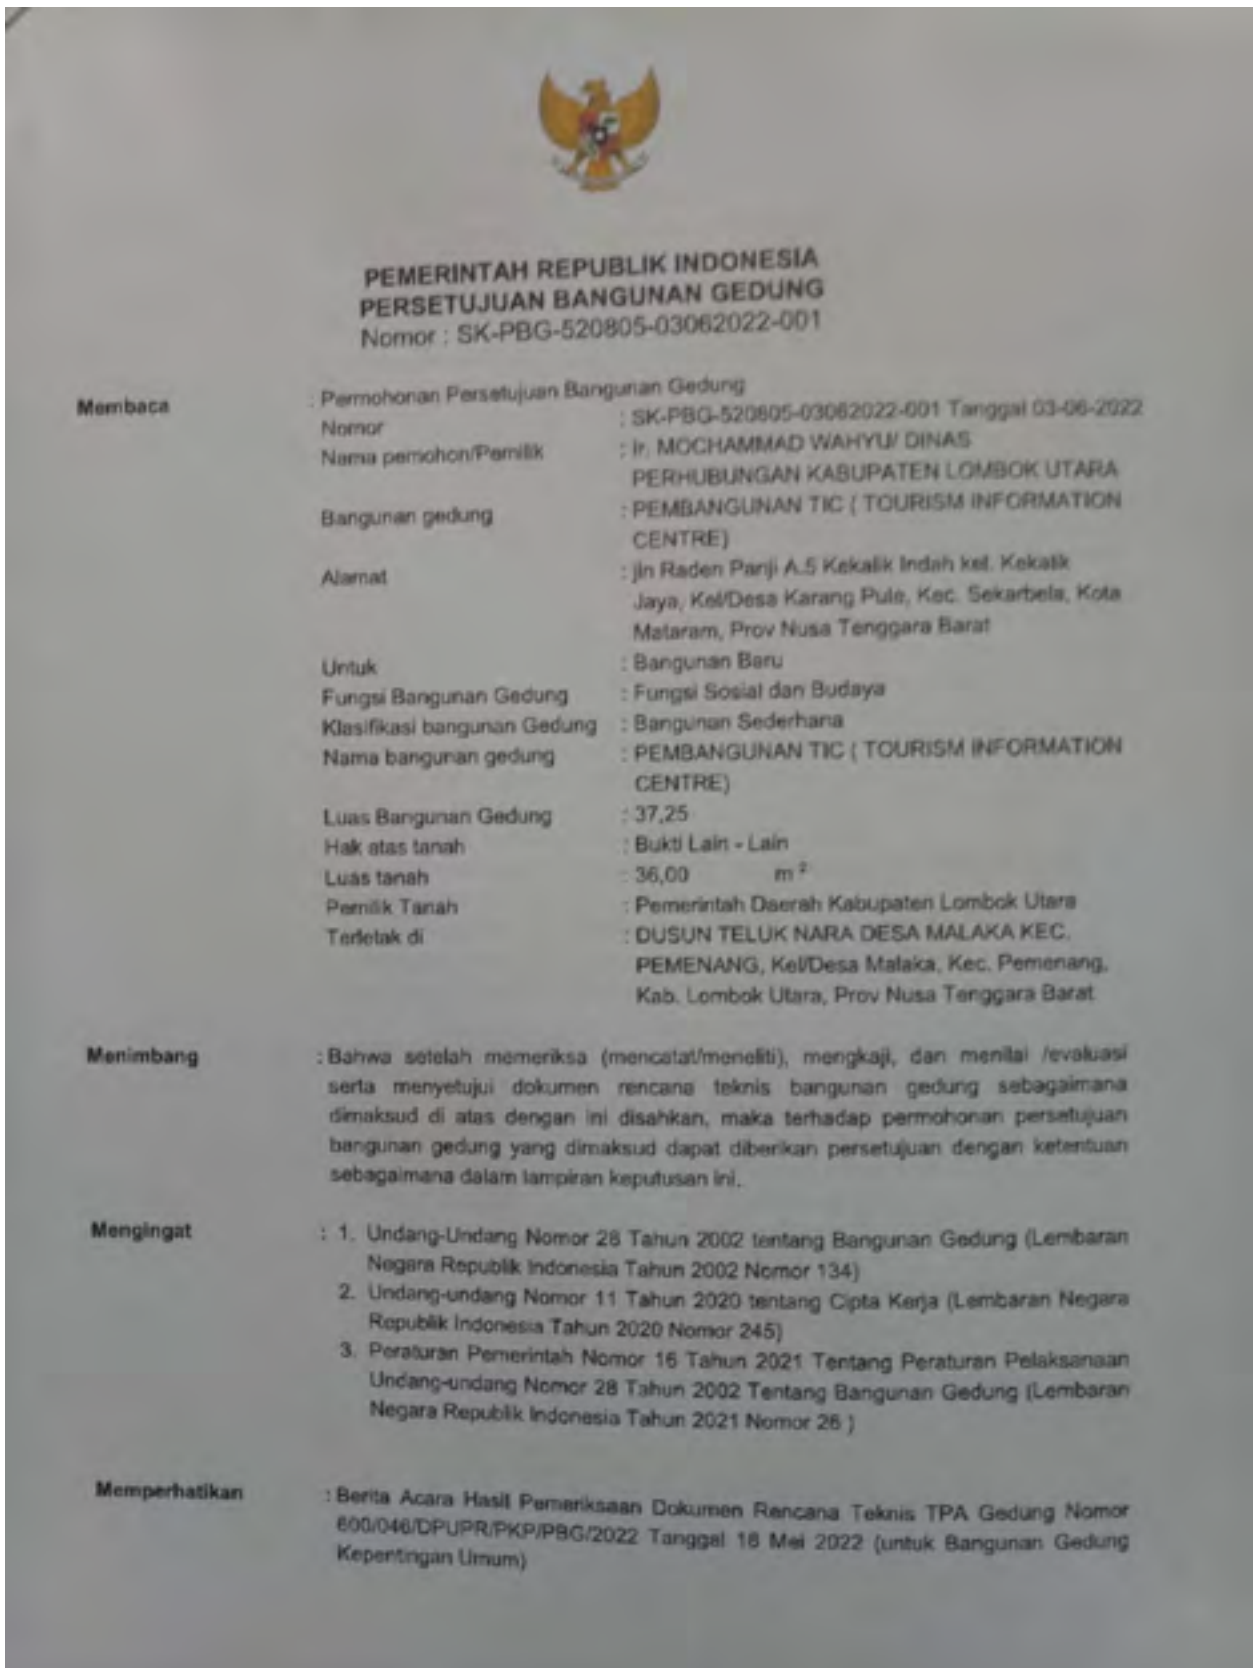 PEMERINTAH REPUBLIK INDONESIA
PERSETUJUAN BANGUNAN GEDUNG
Nomor : SK-PBG-520805-03062022-001
Membaca : Permohonan Persetujuan Bangunan Gedung
Nomor : SK-PBG-520805-03062022-001 Tanggal 03-06-2022
Nama pemohon/Pemilik : Ir. MOCHAMMAD WAHYU/ DINAS
PERHUBUNGAN KABUPATEN LOMBOK UTARA
Bangunan gedung : PEMBANGUNAN TIC ( TOURISM INFORMATION
CENTRE)
Alamat : jln Raden Panji A.5 Kekalik Indah kel. Kekalik
Jaya, Kel/Desa Karang Pule, Kec. Sekarbela, Kota
Mataram, Prov Nusa Tenggara Barat
Untuk : Bangunan Baru
Fungsi Bangunan Gedung : Fungsi Sosial dan Budaya
Klasifikasi bangunan Gedung : Bangunan Sederhana
Nama bangunan gedung : PEMBANGUNAN TIC ( TOURISM INFORMATION
CENTRE)
Luas Bangunan Gedung : 37,25
Hak atas tanah : Bukti Lain - Lain
Luas tanah : 36,00 m ²
Pemilik Tanah : Pemerintah Daerah Kabupaten Lombok Utara
Terletak di : DUSUN TELUK NARA DESA MALAKA KEC.
PEMENANG, Kel/Desa Malaka, Kec. Pemenang,
Kab. Lombok Utara, Prov Nusa Tenggara Barat
Menimbang : Bahwa setelah memeriksa (mencatat/meneliti), mengkaji, dan menilai /evaluasi
serta menyetujui dokumen rencana teknis bangunan gedung sebagaimana
dimaksud di atas dengan ini disahkan, maka terhadap permohonan persetujuan
bangunan gedung yang dimaksud dapat diberikan persetujuan dengan ketentuan
sebagaimana dalam lampiran keputusan ini.
Mengingat : 1. Undang-Undang Nomor 28 Tahun 2002 tentang Bangunan Gedung (Lembaran
Negara Republik Indonesia Tahun 2002 Nomor 134)
2. Undang-undang Nomor 11 Tahun 2020 tentang Cipta Kerja (Lembaran Negara
Republik Indonesia Tahun 2020 Nomor 245)
3. Peraturan Pemerintah Nomor 16 Tahun 2021 Tentang Peraturan Pelaksanaan
Undang-undang Nomor 28 Tahun 2002 Tentang Bangunan Gedung (Lembaran
Negara Republik Indonesia Tahun 2021 Nomor 26 )
Memperhatikan : Berita Acara Hasil Pemeriksaan Dokumen Rencana Teknis TPA Gedung Nomor
600/046/DPUPR/PKP/PBG/2022 Tanggal 18 Mei 2022 (untuk Bangunan Gedung
Kepentingan Umum)